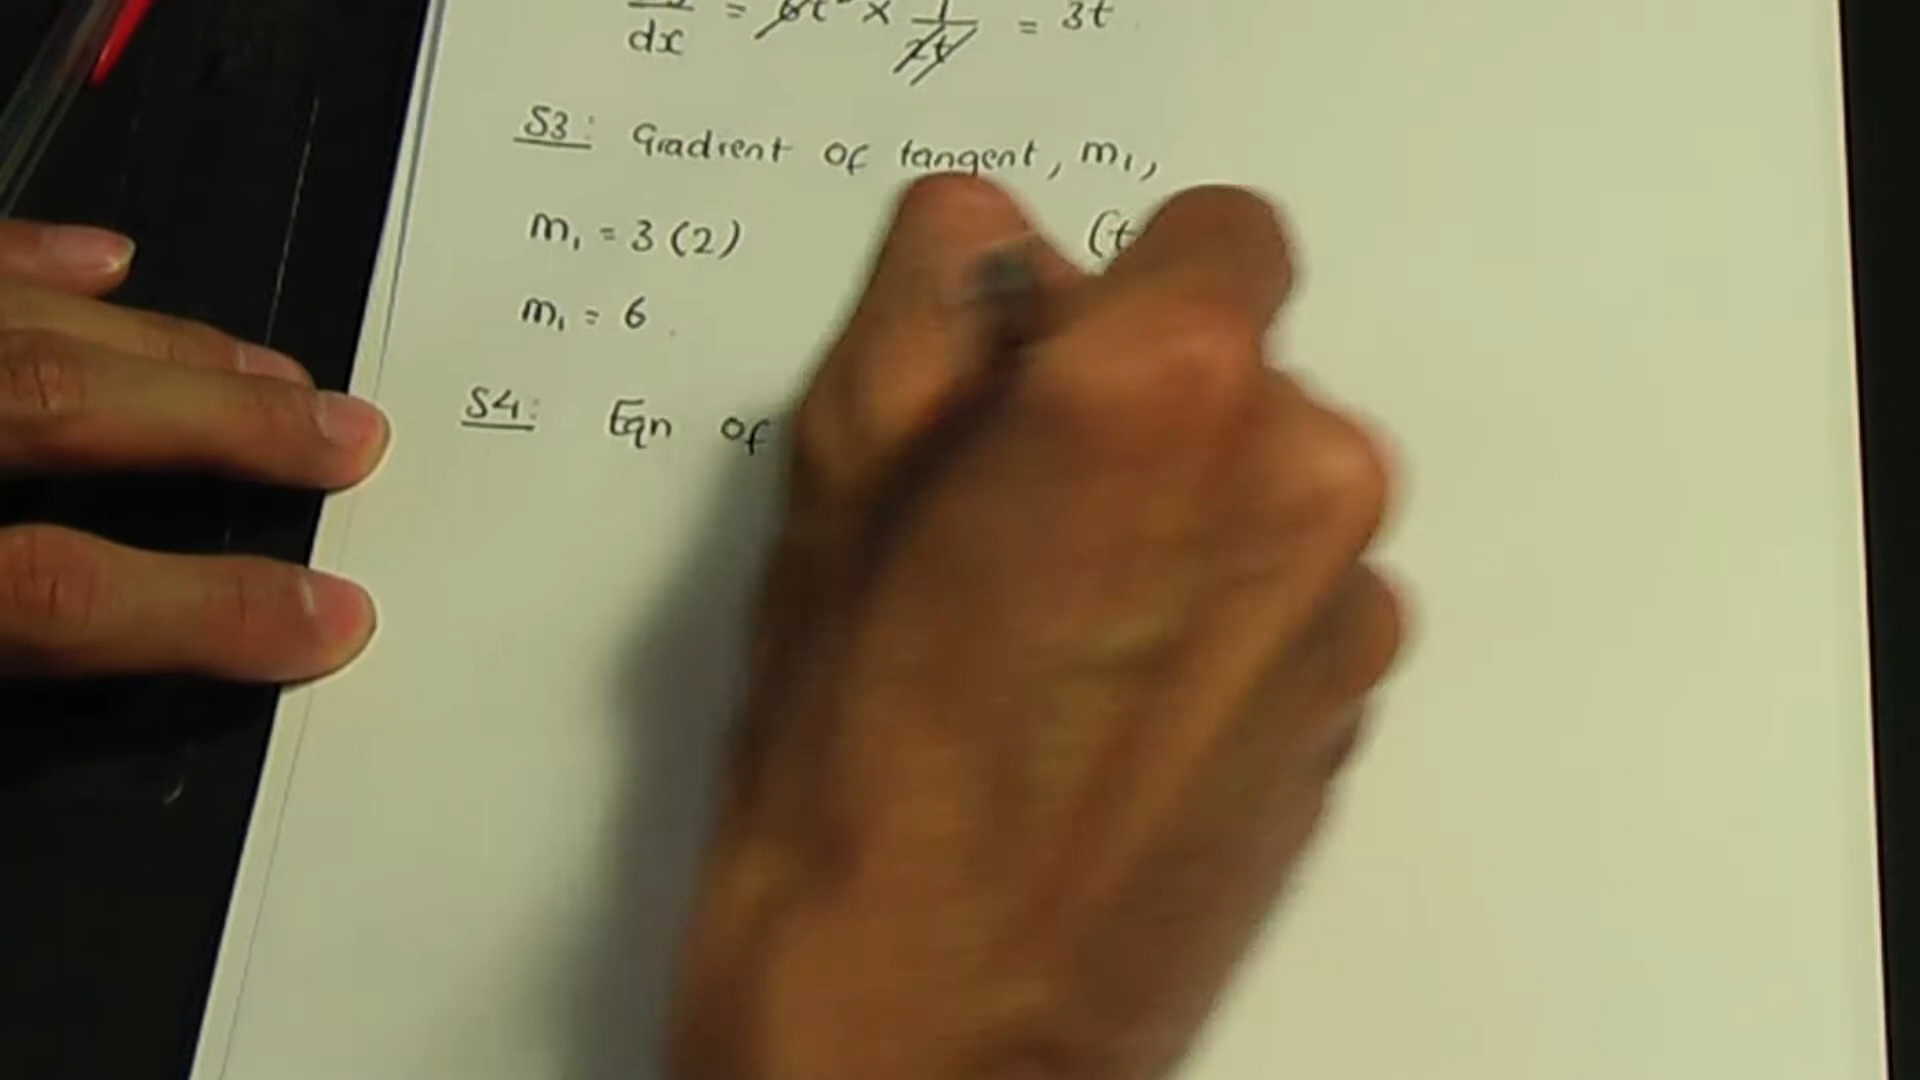 dx = 6t² × 1/2t = 3t
S3: Gradient of tangent, m₁,
m₁ = 3(2) (t
m₁ = 6.
S4: Eqn of